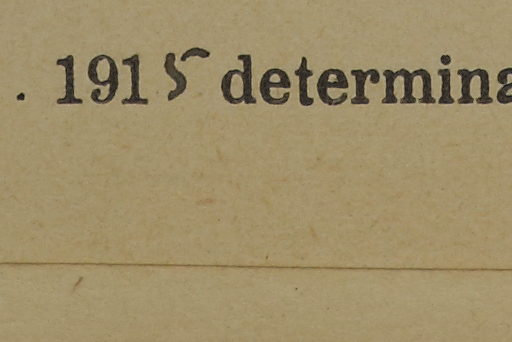 . 1915 determina